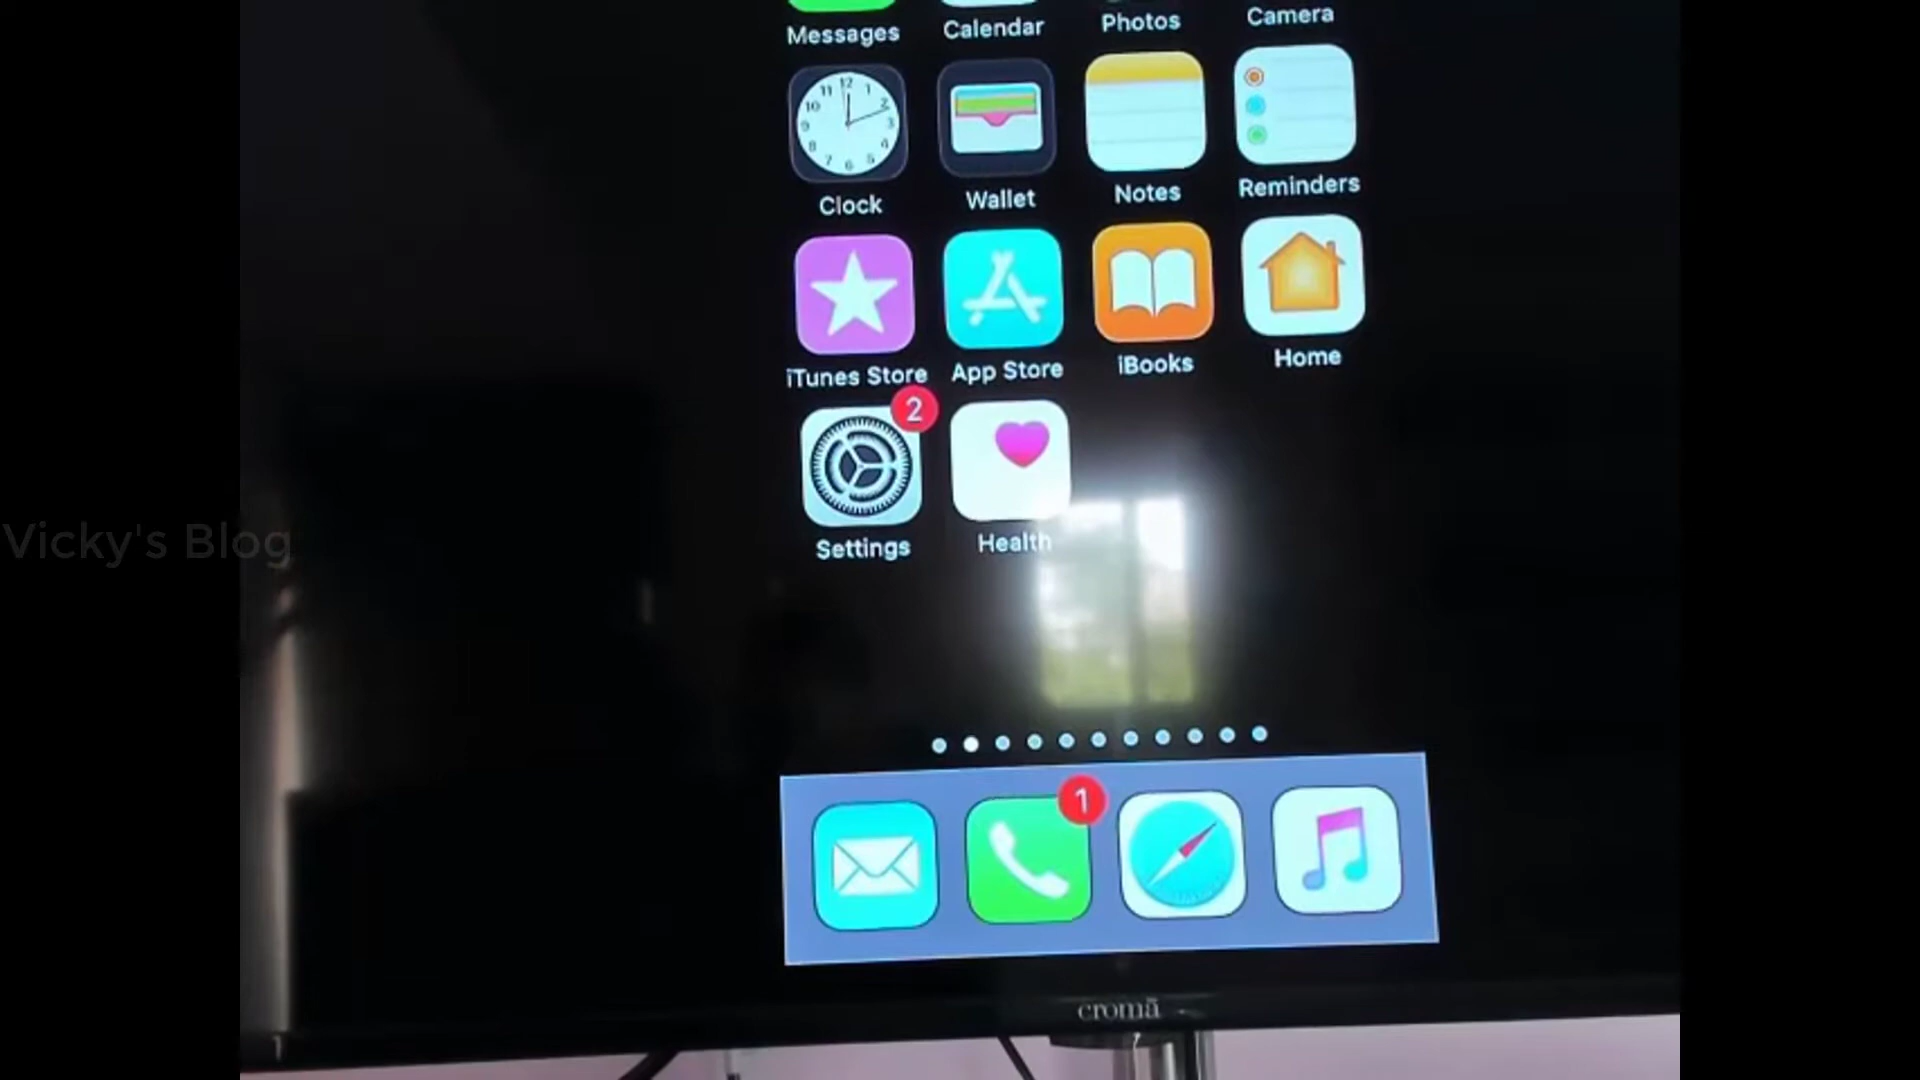 Messages Calendar Photos Camera
Clock Wallet Notes Reminders
iTunes Store App Store iBooks Home
2
Settings Health
1
Vicky's Blog
cromā